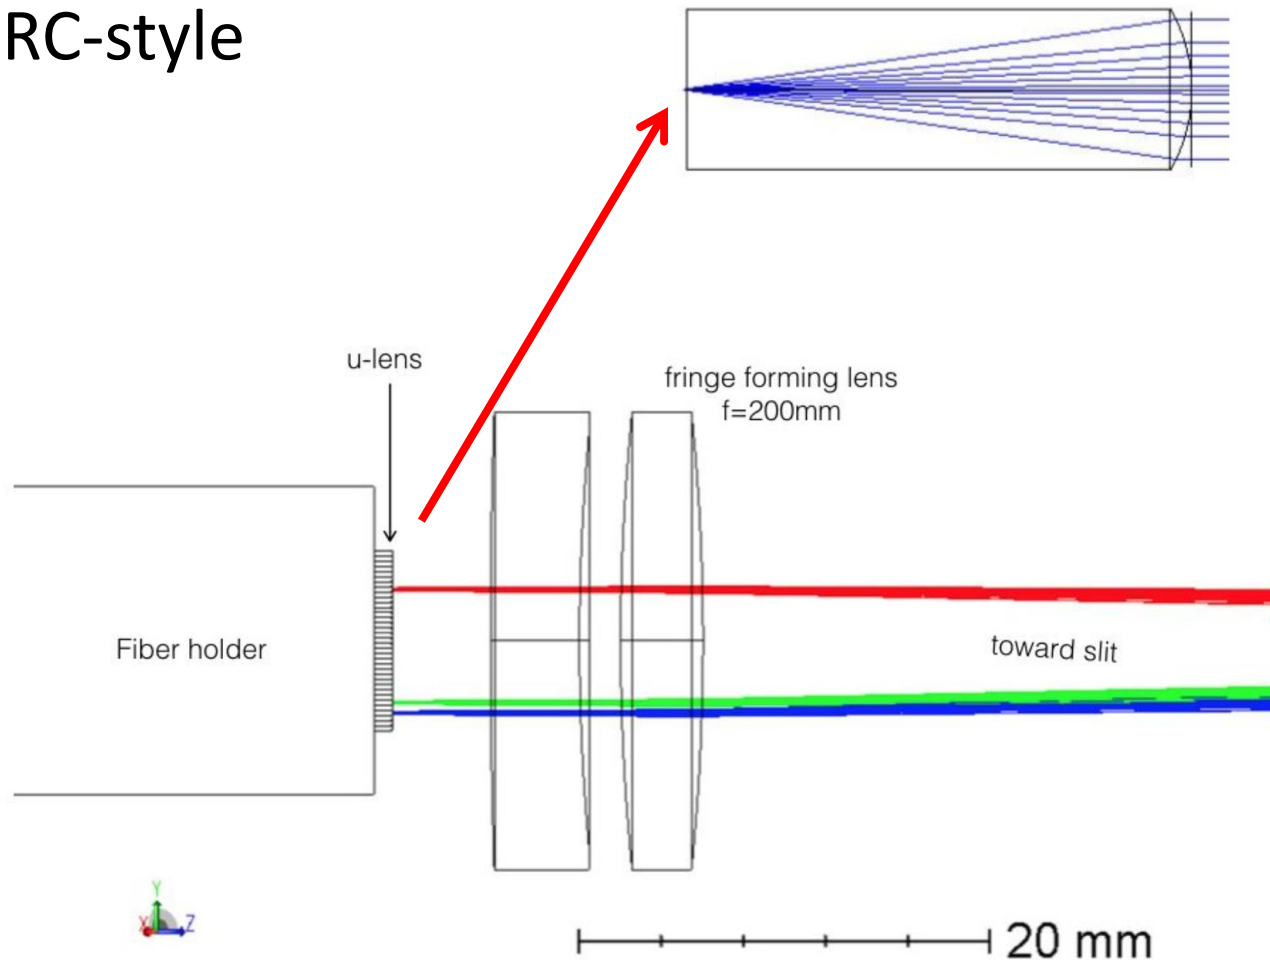 RC-style
u-lens
fringe forming lens
f=200mm
Fiber holder
toward slit
Y
X
Z
20 mm